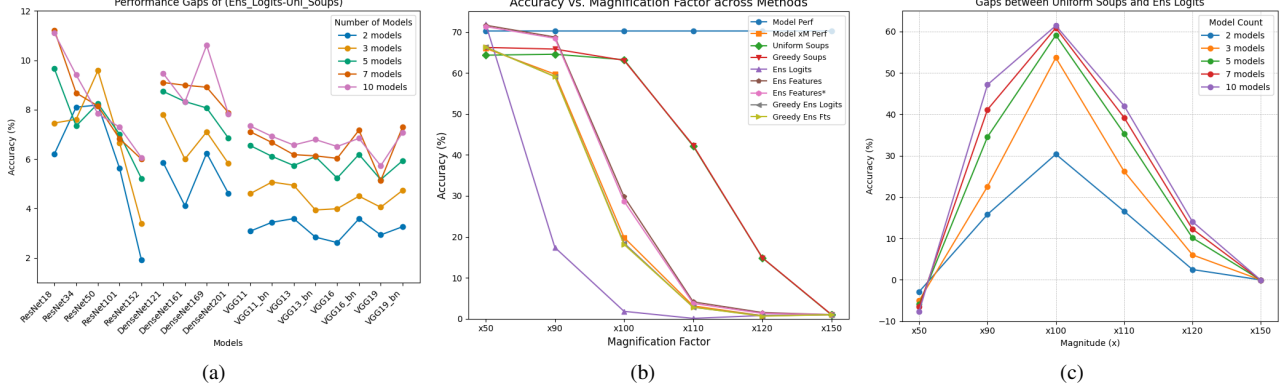 Performance Gaps of (Ens_Logits-Uni_Soups)
Number of Models
2 models
3 models
5 models
7 models
10 models
12
10
8
6
4
2
Accuracy (%)
ResNet18
ResNet34
ResNet50
ResNet101
ResNet152
DenseNet121
DenseNet161
DenseNet169
DenseNet201
VGG11
VGG11_bn
VGG13
VGG13_bn
VGG16
VGG16_bn
VGG19
VGG19_bn
Models
(a)
Accuracy vs. Magnification Factor across Methods
Model Perf
Model xM Perf
Uniform Soups
Greedy Soups
Ens Logits
Ens Features
Ens Features*
Greedy Ens Logits
Greedy Ens Fts
70
60
50
40
30
20
10
0
Accuracy (%)
x50
x90
x100
x110
x120
x150
Magnification Factor
(b)
Gaps between Uniform Soups and Ens Logits
Model Count
2 models
3 models
5 models
7 models
10 models
60
50
40
30
20
10
0
−10
Accuracy (%)
x50
x90
x100
x110
x120
x150
Magnitude (x)
(c)